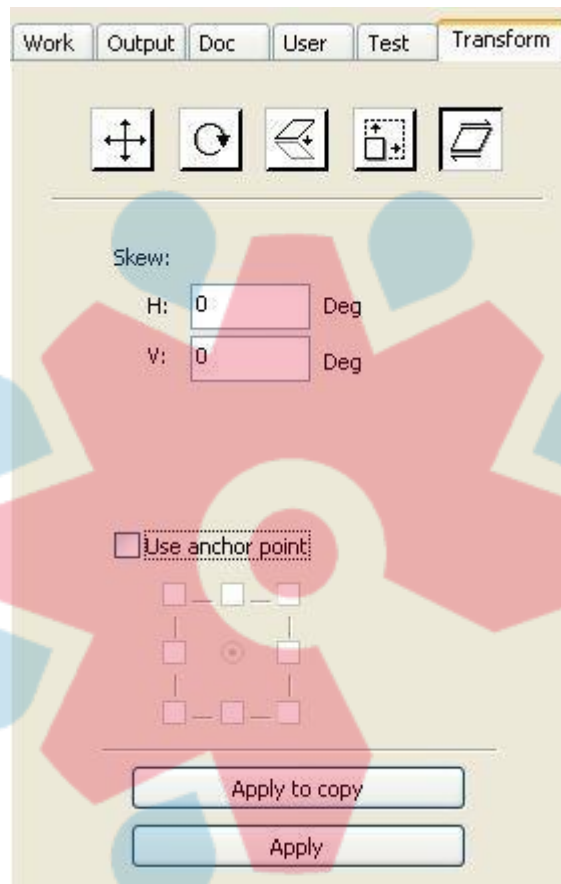 Work Output Doc User Test Transform
Skew:
H: 0 Deg
V: 0 Deg
Use anchor point
Apply to copy
Apply